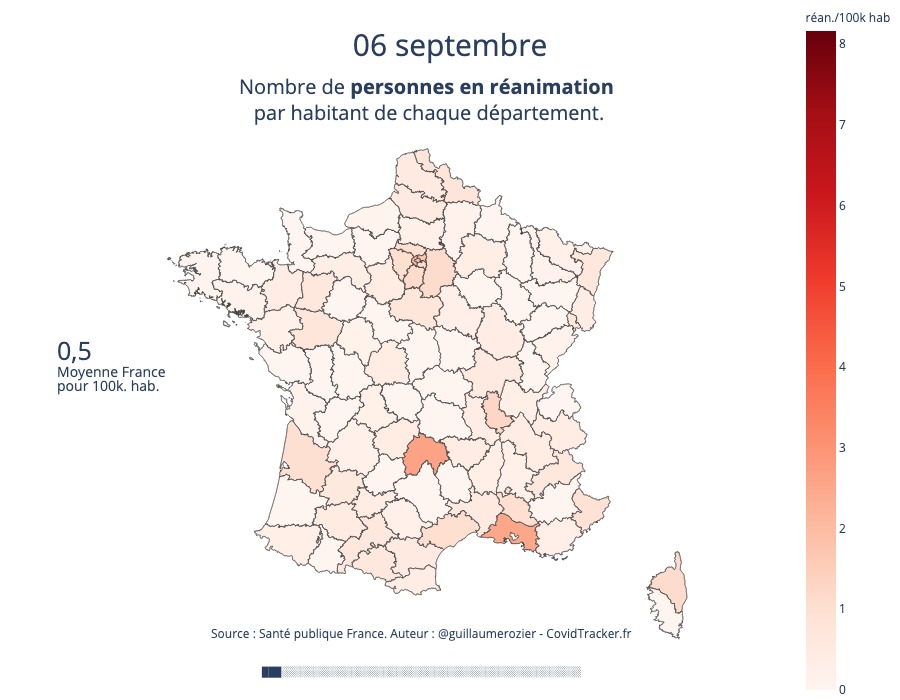 réan./100k hab
06 septembre
Nombre de personnes en réanimation
par habitant de chaque département.
8
7
6
5
4
3
2
1
0
0,5
Moyenne France
pour 100k. hab.
Source : Santé publique France. Auteur : @guillaumerozier - CovidTracker.fr